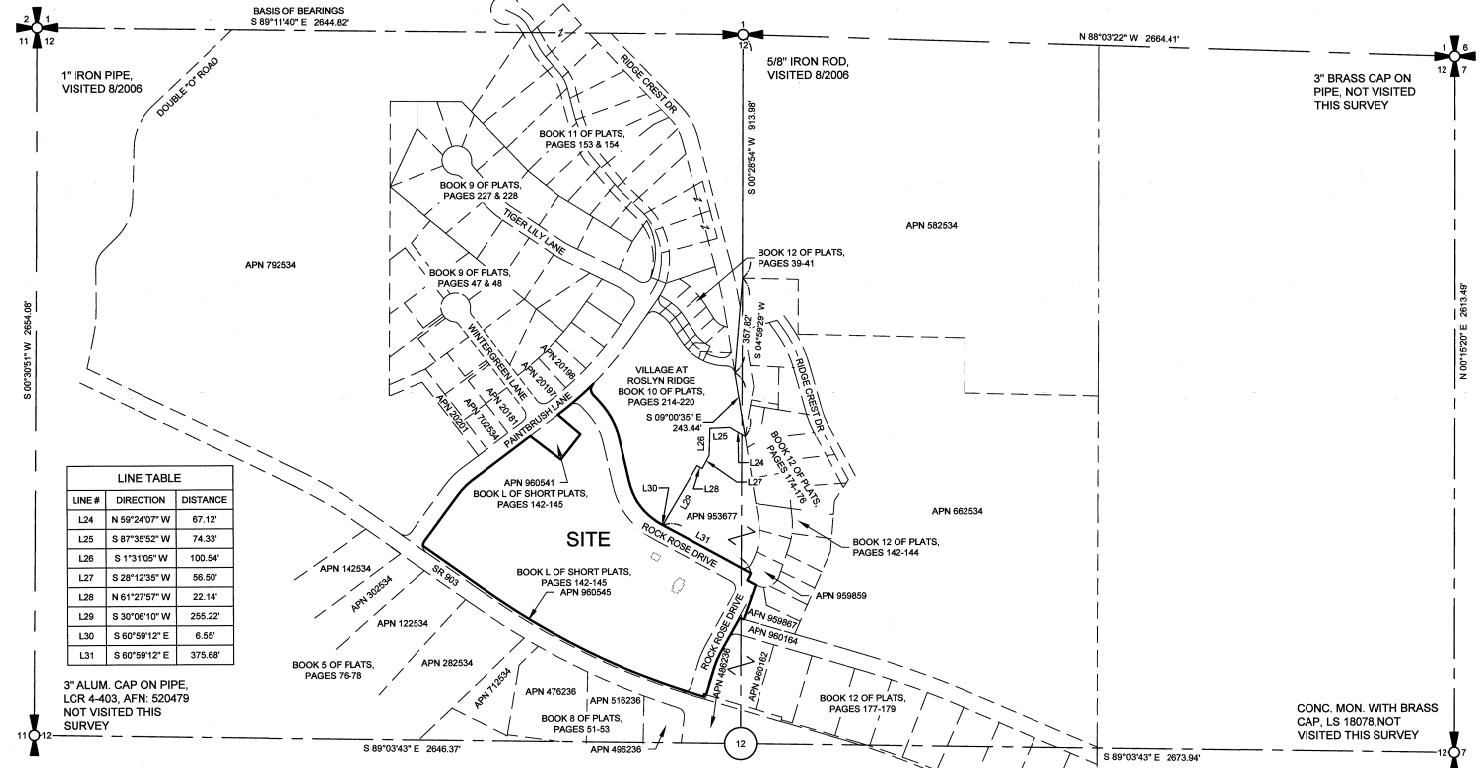 BASIS OF BEARINGS
S 89°11'40" E 2644.82'
N 88°03'22" W 2664.41'
2 1
11 12
1
12
1 6
12 7
1" IRON PIPE,
VISITED 8/2006
5/8" IRON ROD,
VISITED 8/2006
3" BRASS CAP ON
PIPE, NOT VISITED
THIS SURVEY
DOUBLE "O" ROAD
RIDGE CREST DR
S 00°28'54" W 913.98'
BOOK 11 OF PLATS,
PAGES 153 & 154
BOOK 9 OF PLATS,
PAGES 227 & 228
TIGER LILY LANE
APN 582534
APN 792534
BOOK 12 OF PLATS,
PAGES 39-41
BOOK 9 OF PLATS,
PAGES 47 & 48
S 00°30'51" W 2654.08'
N 00°15'20" E 2613.49'
357.82'
S 04°59'29" W
WINTERGREEN LANE
APN 20198
APN 20197
APN 20181
APN 702534
APN 20201
PAINTBRUSH LANE
VILLAGE AT
ROSLYN RIDGE
BOOK 10 OF PLATS,
PAGES 214-220
S 09°00'35" E
243.44'
RIDGE CREST DR
L25
L26
L24
L27
L28
L29
L30
L31
BOOK 12 OF PLATS,
PAGES 174-176
APN 960541
BOOK L OF SHORT PLATS,
PAGES 142-145
APN 953677
APN 662534
SITE
ROCK ROSE DRIVE
BOOK 12 OF PLATS,
PAGES 142-144
BOOK L OF SHORT PLATS,
PAGES 142-145
APN 960545
SR 903
APN 142534
APN 302534
APN 122534
APN 282534
APN 712534
APN 476236
APN 516236
APN 496236
BOOK 5 OF PLATS,
PAGES 76-78
BOOK 8 OF PLATS,
PAGES 51-53
APN 959859
APN 959867
APN 960164
APN 960162
APN 486236
ROCK ROSE DRIVE
BOOK 12 OF PLATS,
PAGES 177-179
LINE TABLE
LINE # DIRECTION DISTANCE
L24 N 59°24'07" W 67.12'
L25 S 87°36'52" W 74.33'
L26 S 1°31'05" W 100.54'
L27 S 28°12'35" W 56.50'
L28 N 61°27'57" W 22.14'
L29 S 30°06'10" W 255.22'
L30 S 60°59'12" E 6.55'
L31 S 60°59'12" E 375.68'
3" ALUM. CAP ON PIPE,
LCR 4-403, AFN: 520479
NOT VISITED THIS
SURVEY
CONC. MON. WITH BRASS
CAP, LS 18078,NOT
VISITED THIS SURVEY
11 12
S 89°03'43" E 2646.37'
12
S 89°03'43" E 2673.94'
12 7